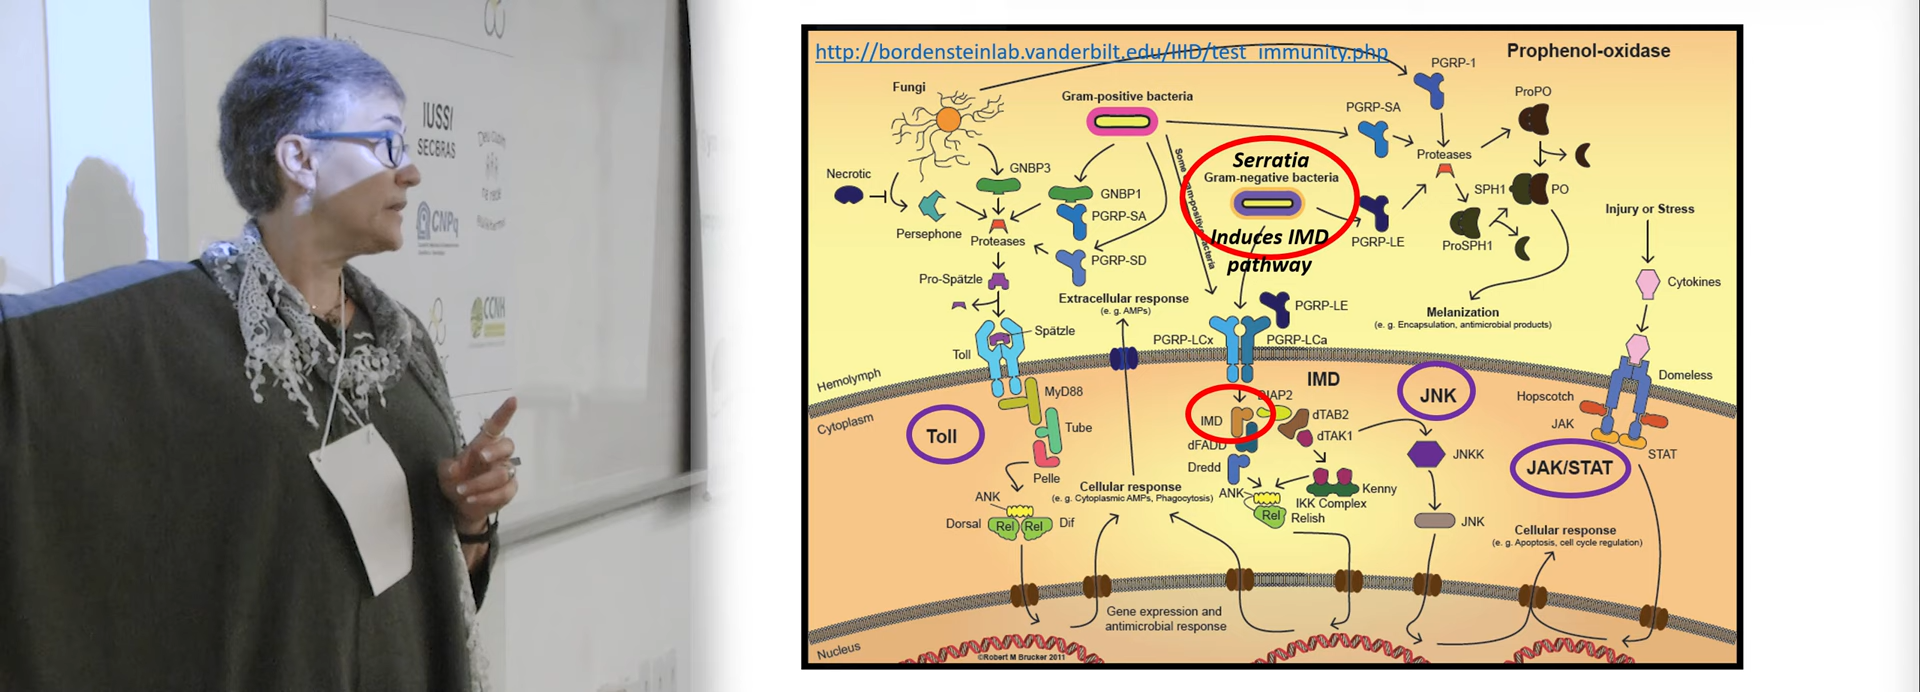 IUSSI
SECBRAS
CNPq
CCNH
http://bordensteinlab.vanderbilt.edu/IIID/test_immunity.php
Prophenol-oxidase
Fungi
Gram-positive bacteria
PGRP-1
ProPO
PGRP-SA
Serratia
Gram-negative bacteria
Some Gram-positive bacteria
Proteases
Necrotic
GNBP3
GNBP1
SPH1
PO
PGRP-SA
Persephone
Proteases
Induces IMD
pathway
PGRP-LE
ProSPH1
Injury or Stress
PGRP-SD
Pro-Spätzle
Cytokines
Extracellular response
(e. g. AMPs)
PGRP-LE
Melanization
(e. g. Encapsulation, antimicrobial products)
Spätzle
Toll
PGRP-LCx
PGRP-LCa
Hemolymph
Cytoplasm
Domeless
IMD
JNK
MyD88
DIAP2
Hopscotch
JAK
Toll
Tube
IMD
dTAB2
dTAK1
dFADD
Pelle
Dredd
JNKK
JAK/STAT
STAT
Cellular response
(e. g. Cytoplasmic AMPs, Phagocytosis)
ANK
ANK
Kenny
IKK Complex
Dorsal
Rel
Rel
Dif
Rel
Relish
JNK
Cellular response
(e. g. Apoptosis, cell cycle regulation)
Gene expression and
antimicrobial response
Nucleus
©Robert M Brucker 2011